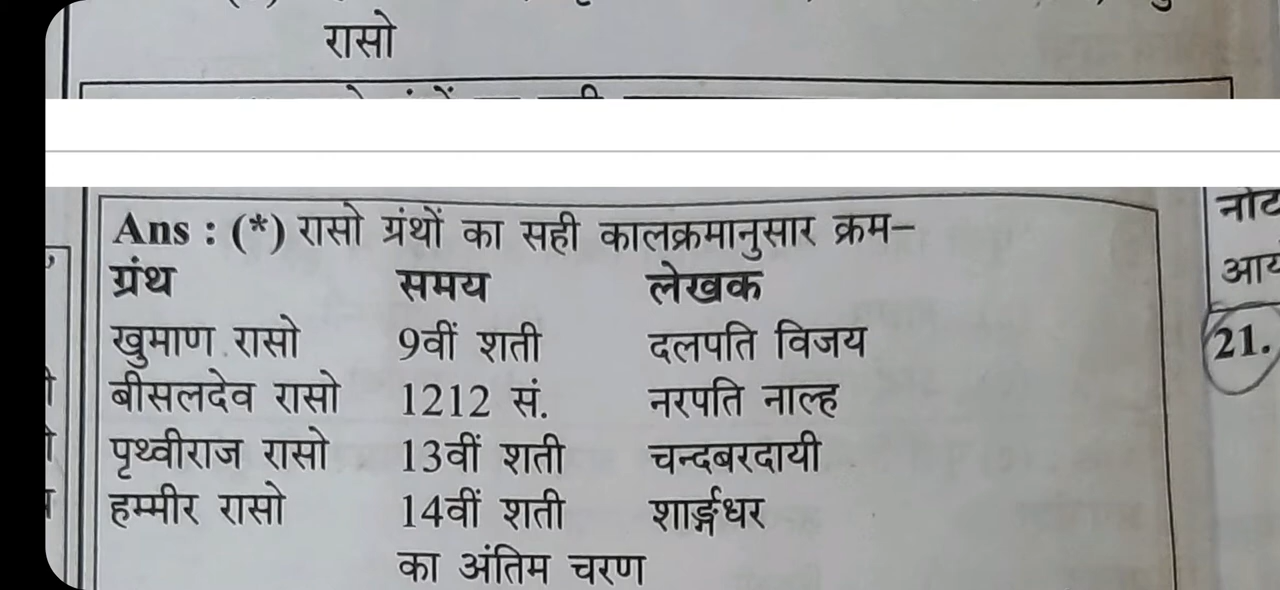 रासो
Ans : (*) रासो ग्रंथों का सही कालक्रमानुसार क्रम–
ग्रंथ समय लेखक
खुमाण रासो 9वीं शती दलपति विजय
बीसलदेव रासो 1212 सं. नरपति नाल्ह
पृथ्वीराज रासो 13वीं शती चन्दबरदायी
हम्मीर रासो 14वीं शती शार्ङ्गधर
का अंतिम चरण
21.